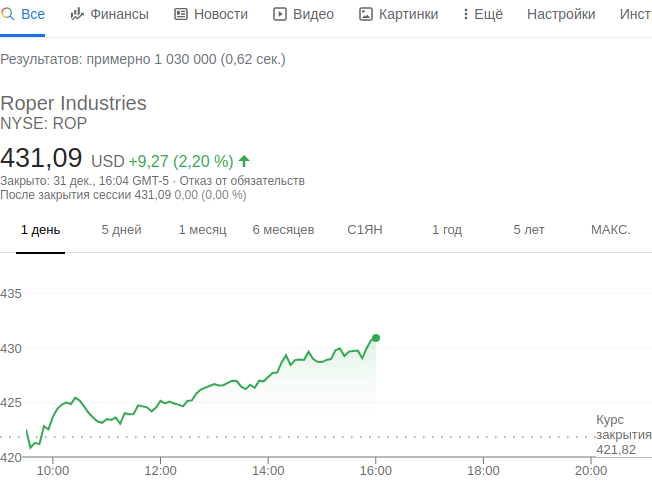 Все Финансы Новости Видео Картинки Ещё Настройки Инст
Результатов: примерно 1 030 000 (0,62 сек.)
Roper Industries
NYSE: ROP
431,09 USD +9,27 (2,20 %)
Закрыто: 31 дек., 16:04 GMT-5 · Отказ от обязательств
После закрытия сессии 431,09 0,00 (0,00 %)
1 день 5 дней 1 месяц 6 месяцев С1ЯН 1 год 5 лет МАКС.
435
430
425
Курс
закрытия
421,82
420
10:00 12:00 14:00 16:00 18:00 20:00